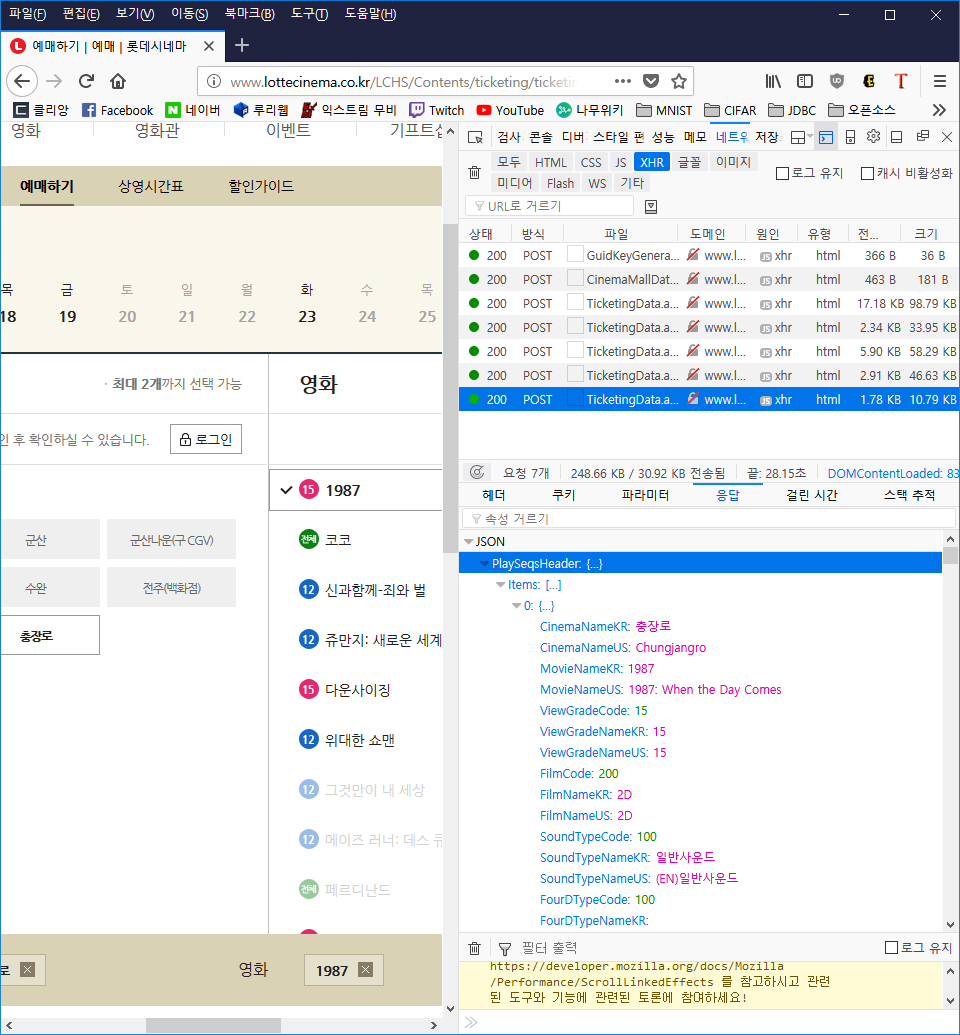 파일(F) 편집(E) 보기(V) 이동(S) 북마크(B) 도구(T) 도움말(H)
예매하기 | 예매 | 롯데시네마
www.lottecinema.co.kr/LCHS/Contents/ticketing/ticketing
클리앙 Facebook 네이버 루리웹 익스트림 무비 Twitch YouTube 나무위키 MNIST CIFAR JDBC 오픈소스
영화 영화관 이벤트 기프트샵
예매하기 상영시간표 할인가이드
목 금 토 일 월 화 수 목
18 19 20 21 22 23 24 25
· 최대 2개까지 선택 가능
영화
인 후 확인하실 수 있습니다. 로그인
15 1987
군산 군산나운(구 CGV)
전체 코코
수완 전주(백화점)
12 신과함께-죄와 벌
충장로
12 쥬만지: 새로운 세계
15 다운사이징
12 위대한 쇼맨
12 그것만이 내 세상
12 메이즈 러너: 데스 큐
전체 페르디난드
로 영화 1987
검사 콘솔 디버 스타일 편 성능 메모 네트워 저장
모두 HTML CSS JS XHR 글꼴 이미지
미디어 Flash WS 기타
로그 유지 캐시 비활성화
URL로 거르기
상태 방식 파일 도메인 원인 유형 전... 크기
200 POST GuidKeyGenera... www.l... JS xhr html 366 B 36 B
200 POST CinemaMallDat... www.l... JS xhr html 463 B 181 B
200 POST TicketingData.a... www.l... JS xhr html 17.18 KB 98.79 KB
200 POST TicketingData.a... www.l... JS xhr html 2.34 KB 33.95 KB
200 POST TicketingData.a... www.l... JS xhr html 5.90 KB 58.29 KB
200 POST TicketingData.a... www.l... JS xhr html 2.91 KB 46.63 KB
200 POST TicketingData.a... www.l... JS xhr html 1.78 KB 10.79 KB
요청 7개 248.66 KB / 30.92 KB 전송됨 끝: 28.15초 DOMContentLoaded: 83
헤더 쿠키 파라미터 응답 걸린 시간 스택 추적
속성 거르기
JSON
PlaySeqsHeader: {...}
Items: [...]
0: {...}
CinemaNameKR: 충장로
CinemaNameUS: Chungjangro
MovieNameKR: 1987
MovieNameUS: 1987: When the Day Comes
ViewGradeCode: 15
ViewGradeNameKR: 15
ViewGradeNameUS: 15
FilmCode: 200
FilmNameKR: 2D
FilmNameUS: 2D
SoundTypeCode: 100
SoundTypeNameKR: 일반사운드
SoundTypeNameUS: (EN)일반사운드
FourDTypeCode: 100
FourDTypeNameKR:
필터 출력 로그 유지
https://developer.mozilla.org/docs/Mozilla
/Performance/ScrollLinkedEffects 를 참고하시고 관련
된 도구와 기능에 관련된 토론에 참여하세요!